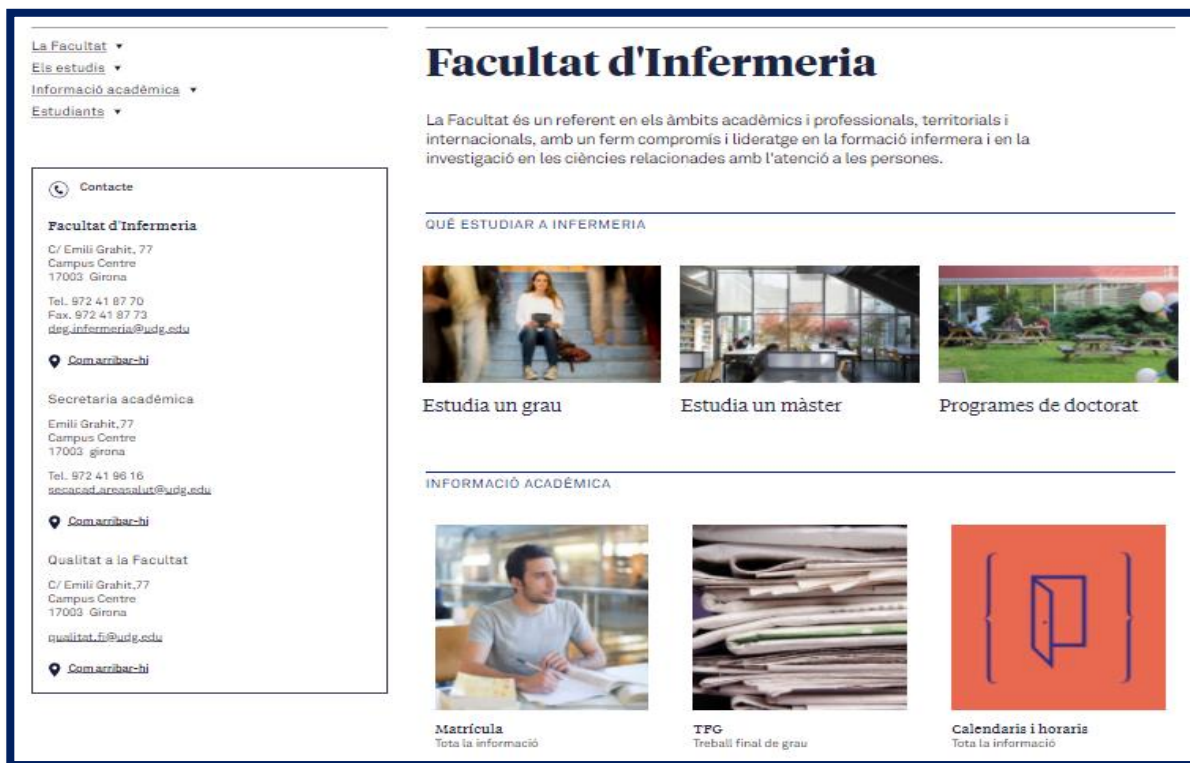 La Facultat ▼
Els estudis ▼
Informació acadèmica ▼
Estudiants ▼
Contacte
Facultat d'Infermeria
C/ Emili Grahit, 77
Campus Centre
17003 Girona
Tel. 972 41 87 70
Fax. 972 41 87 73
deg.infermeria@udg.edu
Com arribar-hi
Secretaria acadèmica
Emili Grahit,77
Campus Centre
17003 girona
Tel. 972 41 96 16
secacad.areasalut@udg.edu
Com arribar-hi
Qualitat a la Facultat
C/ Emili Grahit,77
Campus Centre
17003 Girona
qualitat.fi@udg.edu
Com arribar-hi
Facultat d'Infermeria
La Facultat és un referent en els àmbits acadèmics i professionals, territorials i
internacionals, amb un ferm compromís i lideratge en la formació infermera i en la
investigació en les ciències relacionades amb l'atenció a les persones.
QUÈ ESTUDIAR A INFERMERIA
Estudia un grau
Estudia un màster
Programes de doctorat
INFORMACIÓ ACADÈMICA
Matrícula
Tota la informació
TFG
Treball final de grau
Calendaris i horaris
Tota la informació